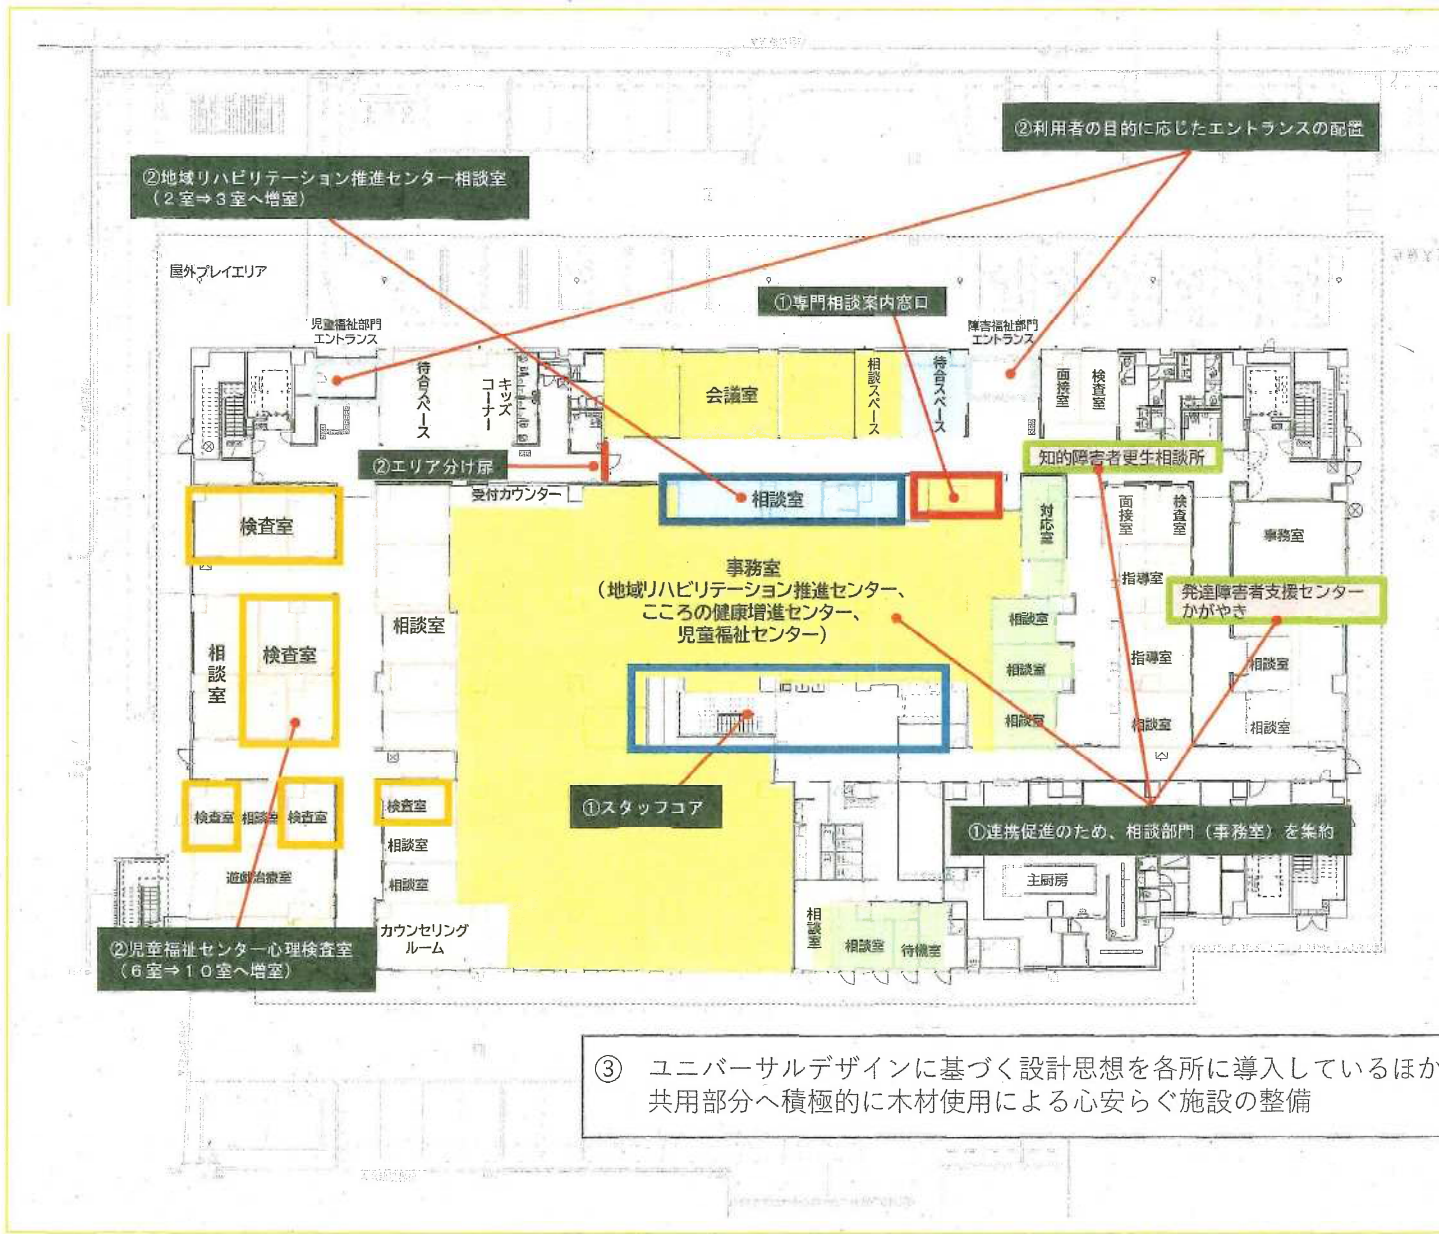 ②利用者の目的に応じたエントランスの配置
②地域リハビリテーション推進センター相談室
（２室⇒３室へ増室）
屋外プレイエリア
①専門相談案内窓口
児童福祉部門
エントランス
障害福祉部門
エントランス
待合スペース
キッズ
コーナー
会議室
相談スペース
待合スペース
面接室
検査室
②エリア分け扉
知的障害者更生相談所
受付カウンター
相談室
検査室
対応室
面接室
検査室
事務室
事務室
（地域リハビリテーション推進センター、
こころの健康増進センター、
児童福祉センター）
指導室
発達障害者支援センター
かがやき
相談室
検査室
相談室
相談室
指導室
相談室
相談室
相談室
相談室
相談室
検査室
相談室
検査室
検査室
①スタッフコア
①連携促進のため、相談部門（事務室）を集約
相談室
相談室
遊戯治療室
主厨房
カウンセリング
ルーム
相談室
相談室
待機室
②児童福祉センター心理検査室
（６室⇒１０室へ増室）
③　ユニバーサルデザインに基づく設計思想を各所に導入しているほか
共用部分へ積極的に木材使用による心安らぐ施設の整備